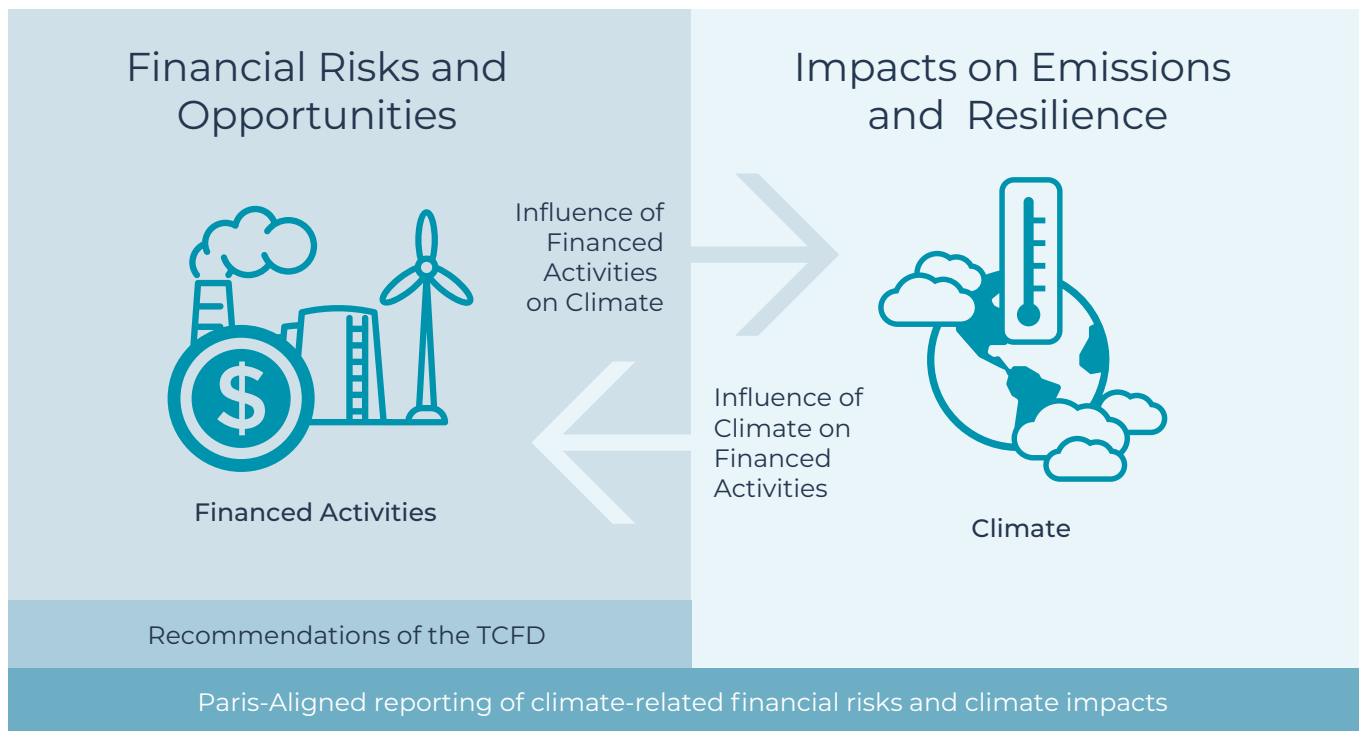 Financial Risks and
Opportunities
Influence of
Financed
Activities
on Climate
$
Financed Activities
Impacts on Emissions
and Resilience
Influence of
Climate on
Financed
Activities
Climate
Recommendations of the TCFD
Paris-Aligned reporting of climate-related financial risks and climate impacts